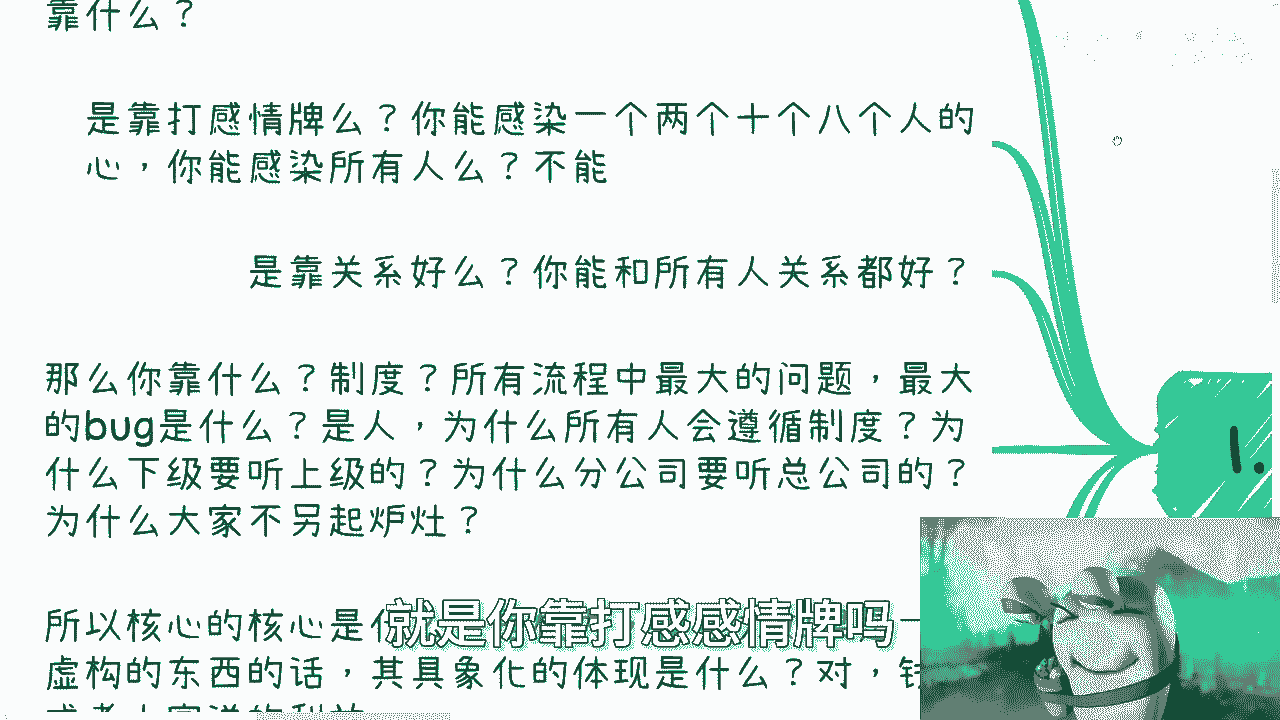 靠什么？
是靠打感情牌么？你能感染一个两个十个八个人的
心，你能感染所有人么？不能
是靠关系好么？你能和所有人关系都好？
那么你靠什么？制度？所有流程中最大的问题，最大
的bug是什么？是人，为什么所有人会遵循制度？为
什么下级要听上级的？为什么分公司要听总公司的？
为什么大家不另起炉灶？
所以核心的核心是
就是你靠打感感情牌吗
虚构的东西的话，其具象化的体现是什么？对，钱
1.